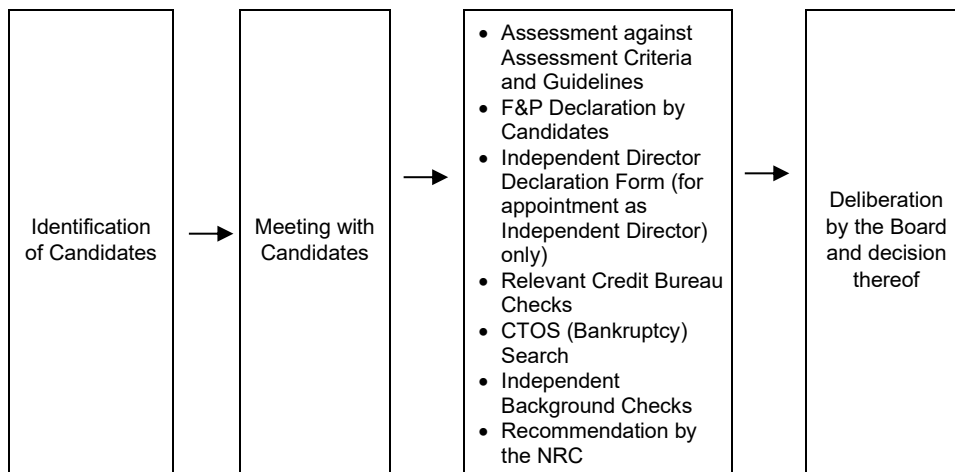 Identification
of Candidates
Meeting with
Candidates
• Assessment against
Assessment Criteria
and Guidelines
• F&P Declaration by
Candidates
• Independent Director
Declaration Form (for
appointment as
Independent Director)
only)
• Relevant Credit Bureau
Checks
• CTOS (Bankruptcy)
Search
• Independent
Background Checks
• Recommendation by
the NRC
Deliberation
by the Board
and decision
thereof